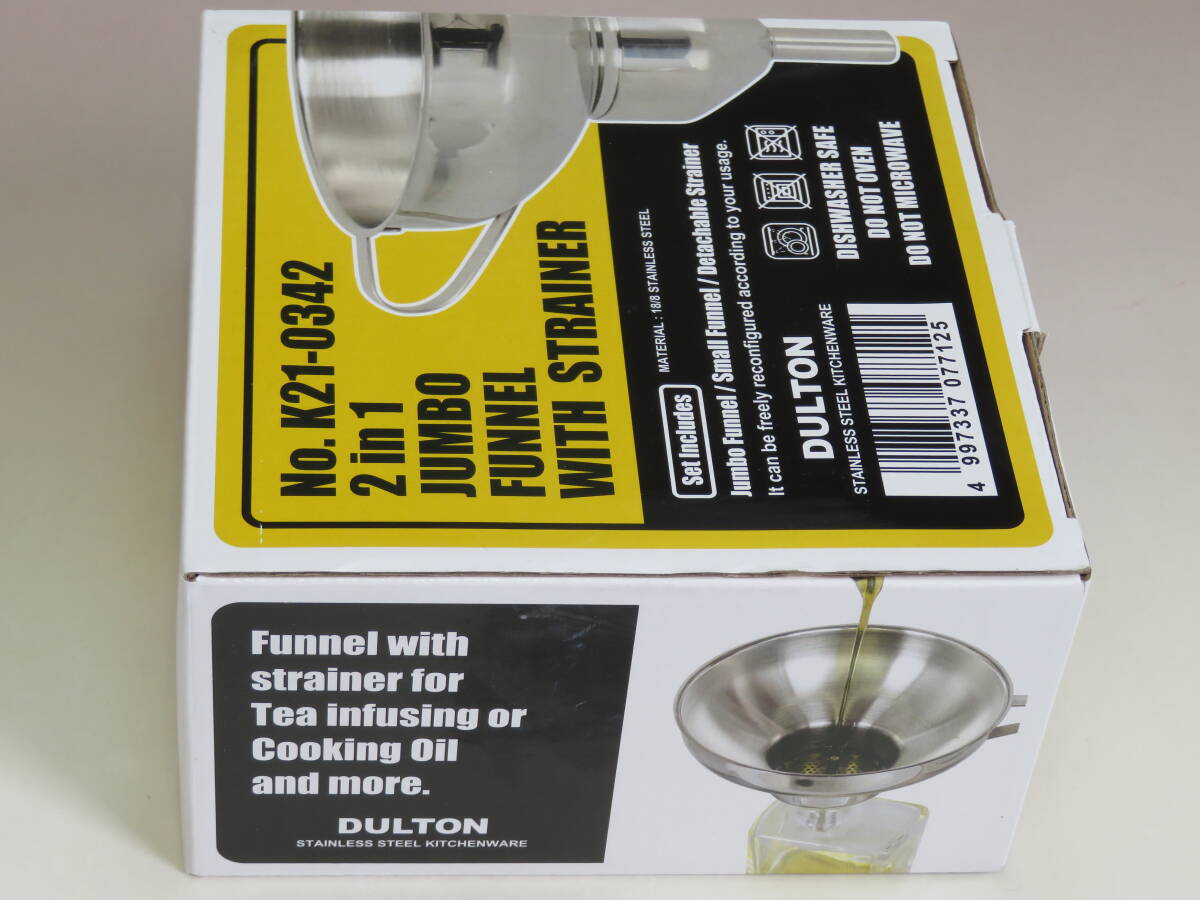 No. K21-0342
2 in 1
JUMBO
FUNNEL
WITH STRAINER
MATERIAL : 18/8 STAINLESS STEEL
Set Includes
Jumbo Funnel / Small Funnel / Detachable Strainer
It can be freely reconfigured according to your usage.
DISHWASHER SAFE
DO NOT OVEN
DO NOT MICROWAVE
DULTON
STAINLESS STEEL KITCHENWARE
4 997337 077125
Funnel with
strainer for
Tea infusing or
Cooking Oil
and more.
DULTON
STAINLESS STEEL KITCHENWARE